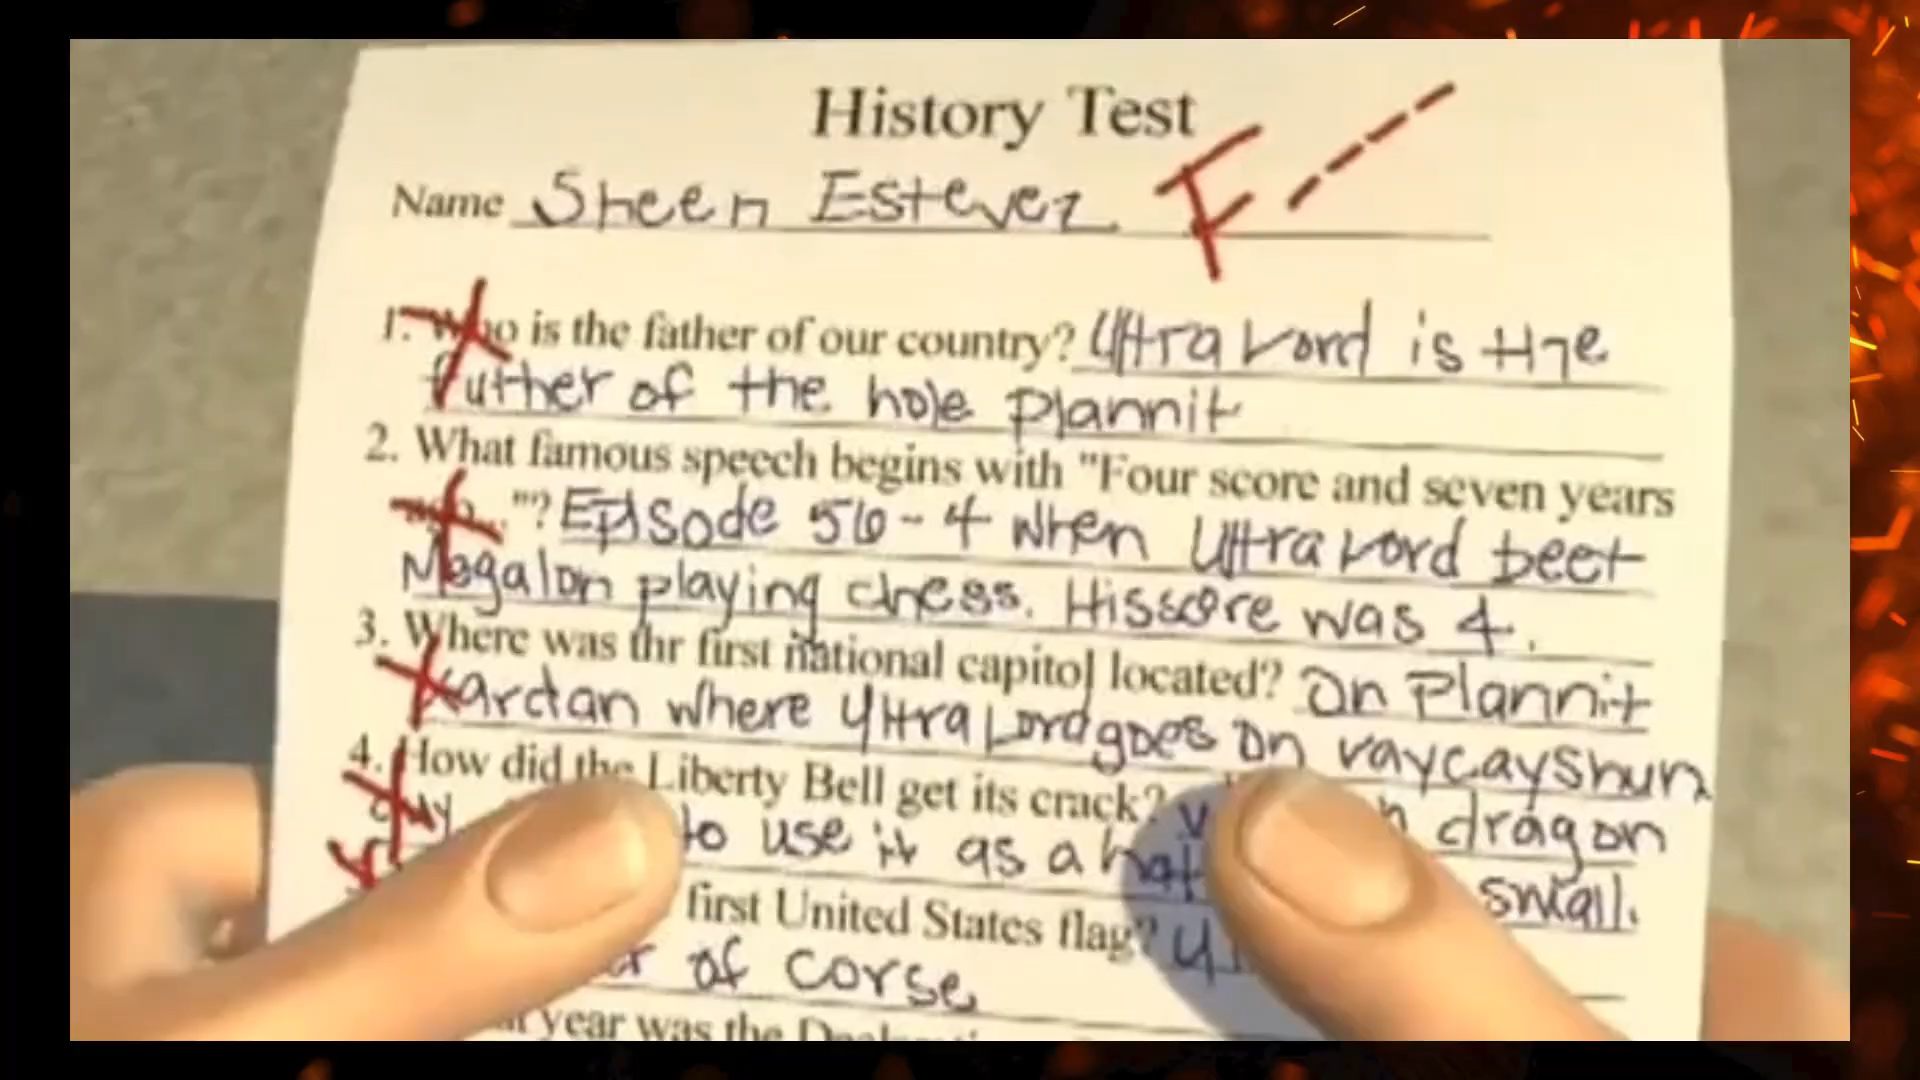 History Test
Name Sheen Estevez F-----
1. Who is the father of our country? Ultra Lord is the
futher of the hole plannit
2. What famous speech begins with "Four score and seven years
ago..."? Episode 56-4 when Ultra Lord beet
Megalon playing chess. His score was 4.
3. Where was thr first national capitol located? On Plannit
Kardan where Ultra Lord goes on vaycayshun
4. How did the Liberty Bell get its crack? dragon
to use it as a hat small.
first United States flag?
of corse
year was the